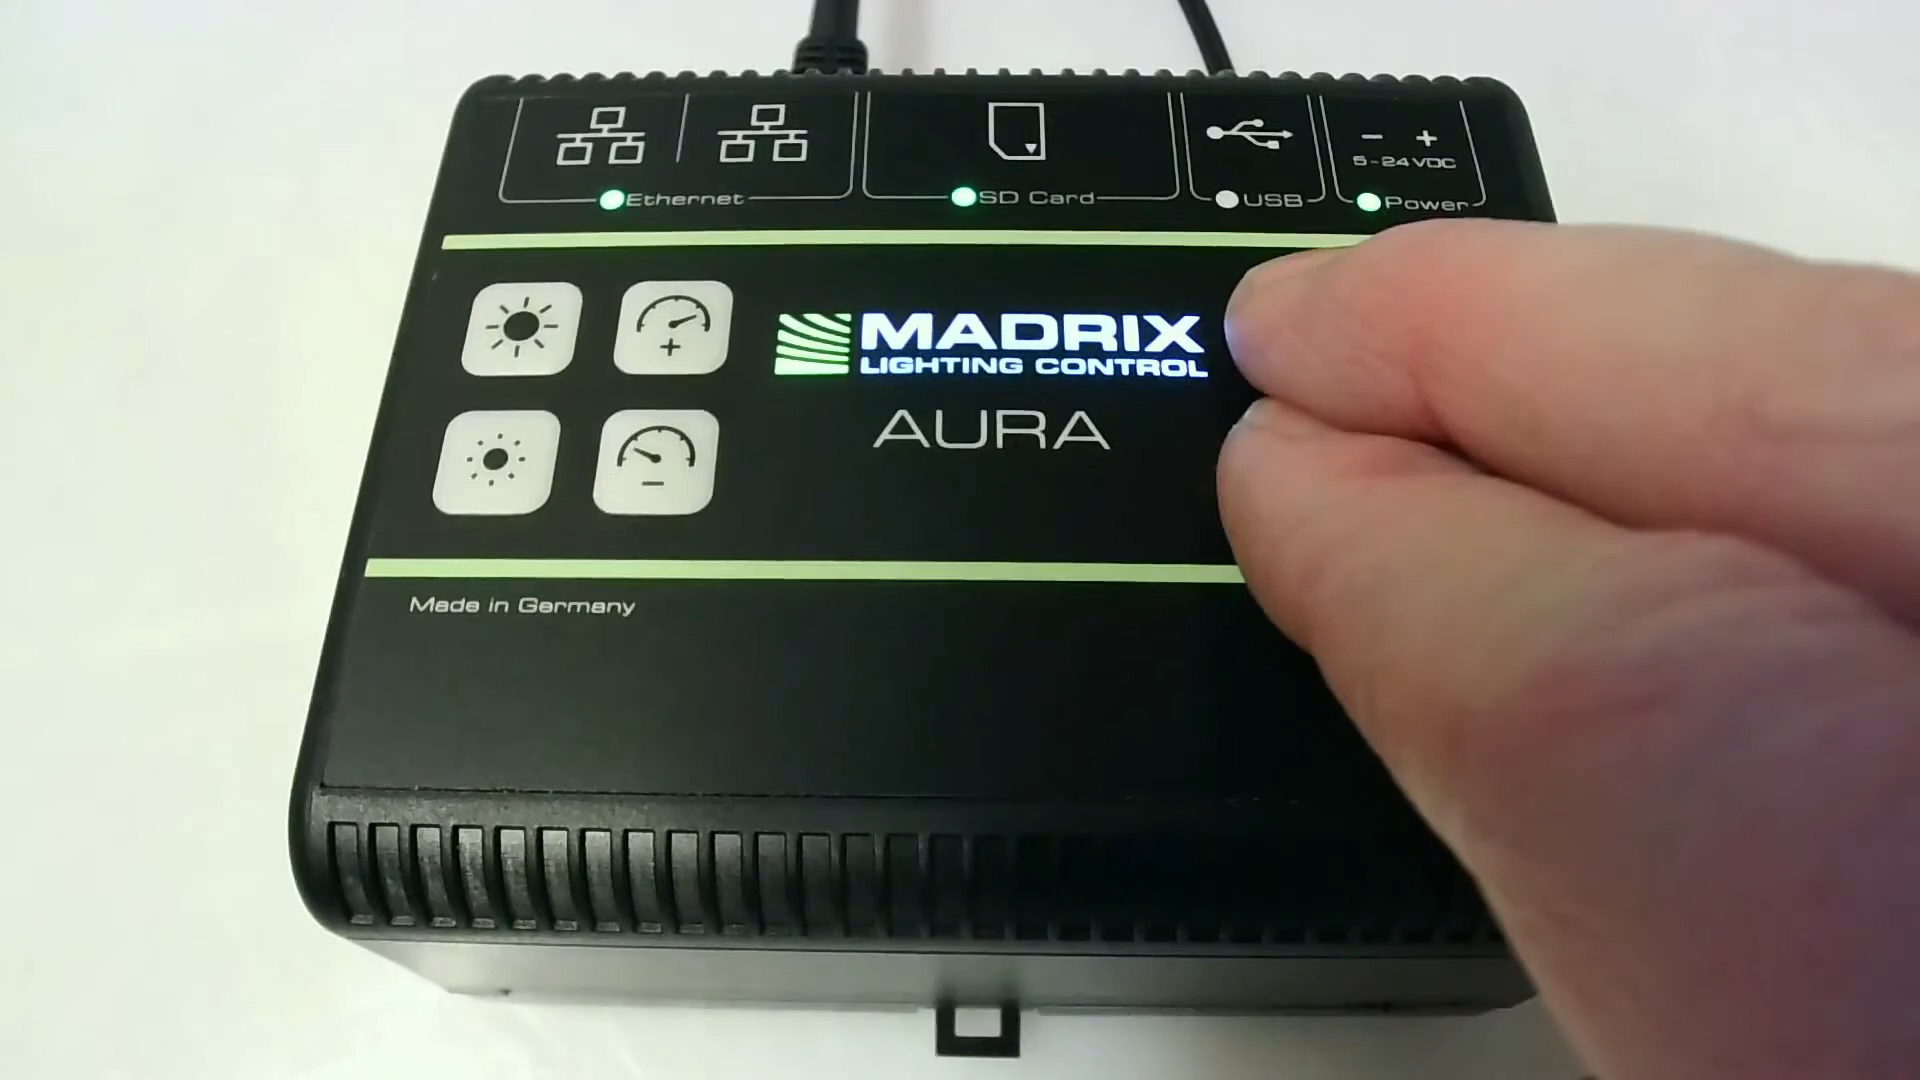 Ethernet
SD Card
USB
- +
5-24VDC
Power
MADRIX
LIGHTING CONTROL
AURA
+
-
Made in Germany